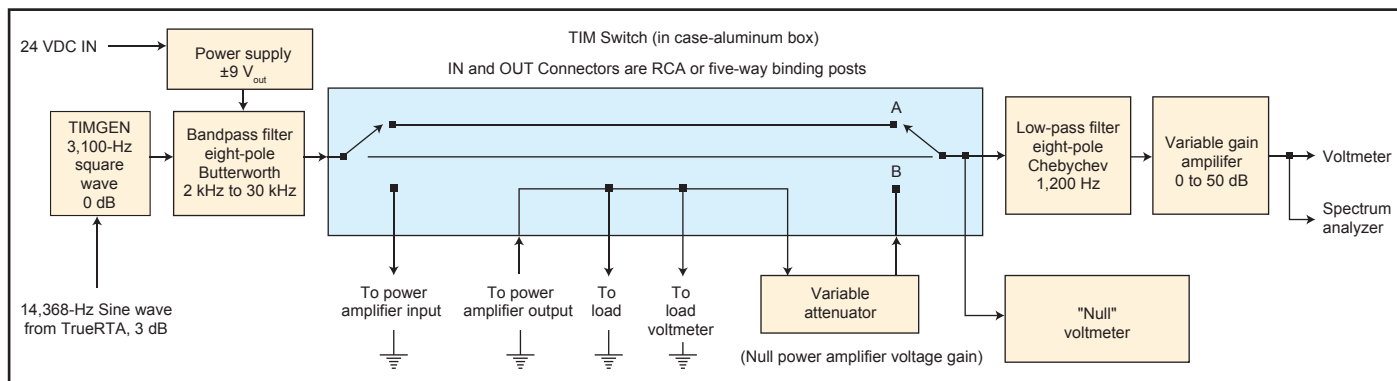 24 VDC IN
Power supply
±9 Vout
TIM Switch (in case-aluminum box)
IN and OUT Connectors are RCA or five-way binding posts
TIMGEN
3,100-Hz
square
wave
0 dB
Bandpass filter
eight-pole
Butterworth
2 kHz to 30 kHz
A
B
Low-pass filter
eight-pole
Chebychev
1,200 Hz
Variable gain
ampilifer
0 to 50 dB
Voltmeter
Spectrum
analyzer
14,368-Hz Sine wave
from TrueRTA, 3 dB
To power
amplifier input
To power
amplifier output
To
load
To
load
voltmeter
Variable
attenuator
(Null power amplifier voltage gain)
"Null"
voltmeter